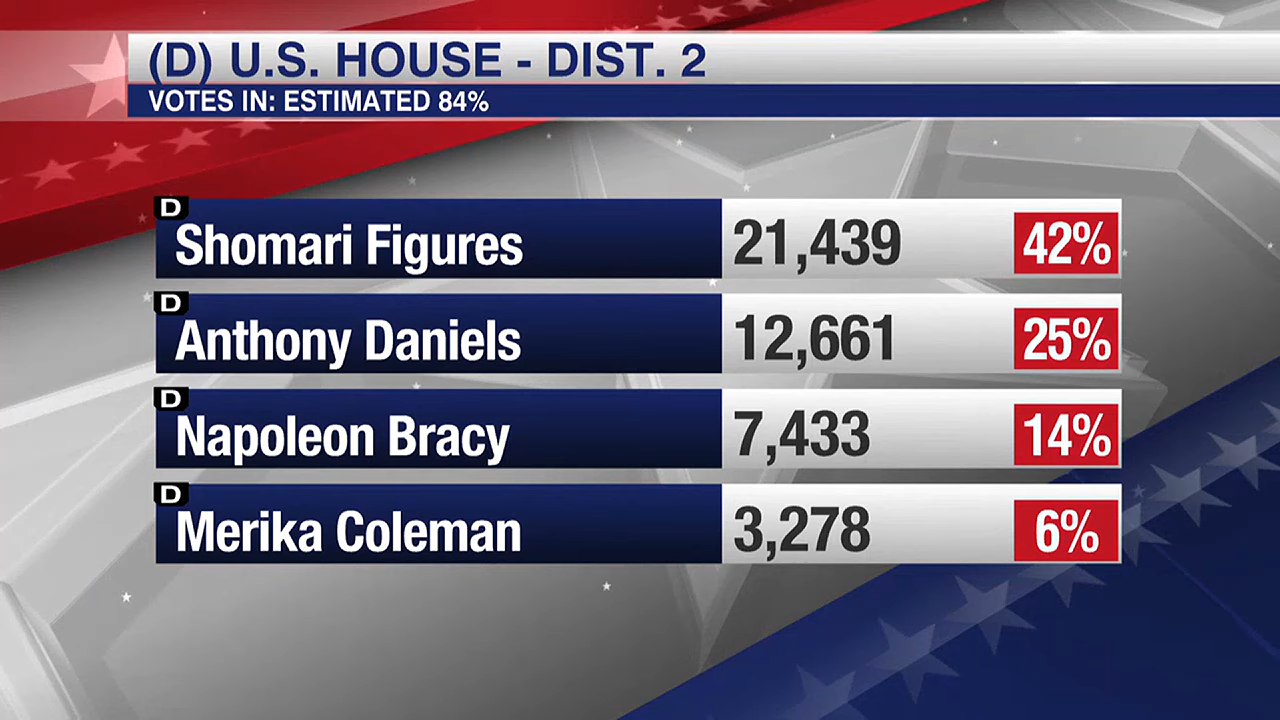 (D) U.S. HOUSE - DIST. 2
VOTES IN: ESTIMATED 84%
D
Shomari Figures 21,439 42%
D
Anthony Daniels 12,661 25%
D
Napoleon Bracy 7,433 14%
D
Merika Coleman 3,278 6%